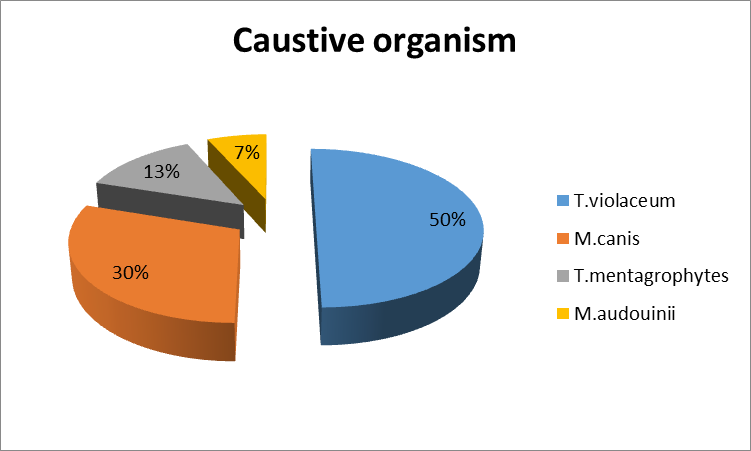 Caustive organism
7%
13%
50%
30%
T.violaceum
M.canis
T.mentagrophytes
M.audouinii